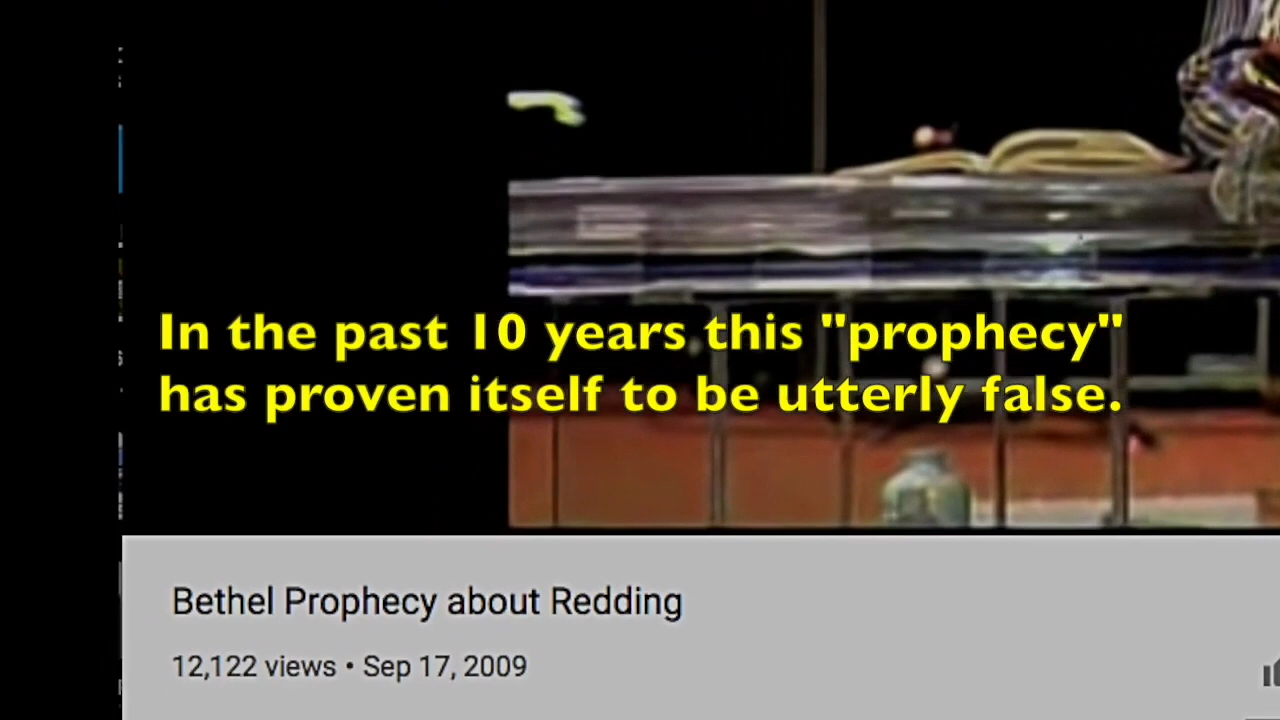 In the past 10 years this "prophecy"
has proven itself to be utterly false.
Bethel Prophecy about Redding
12,122 views • Sep 17, 2009